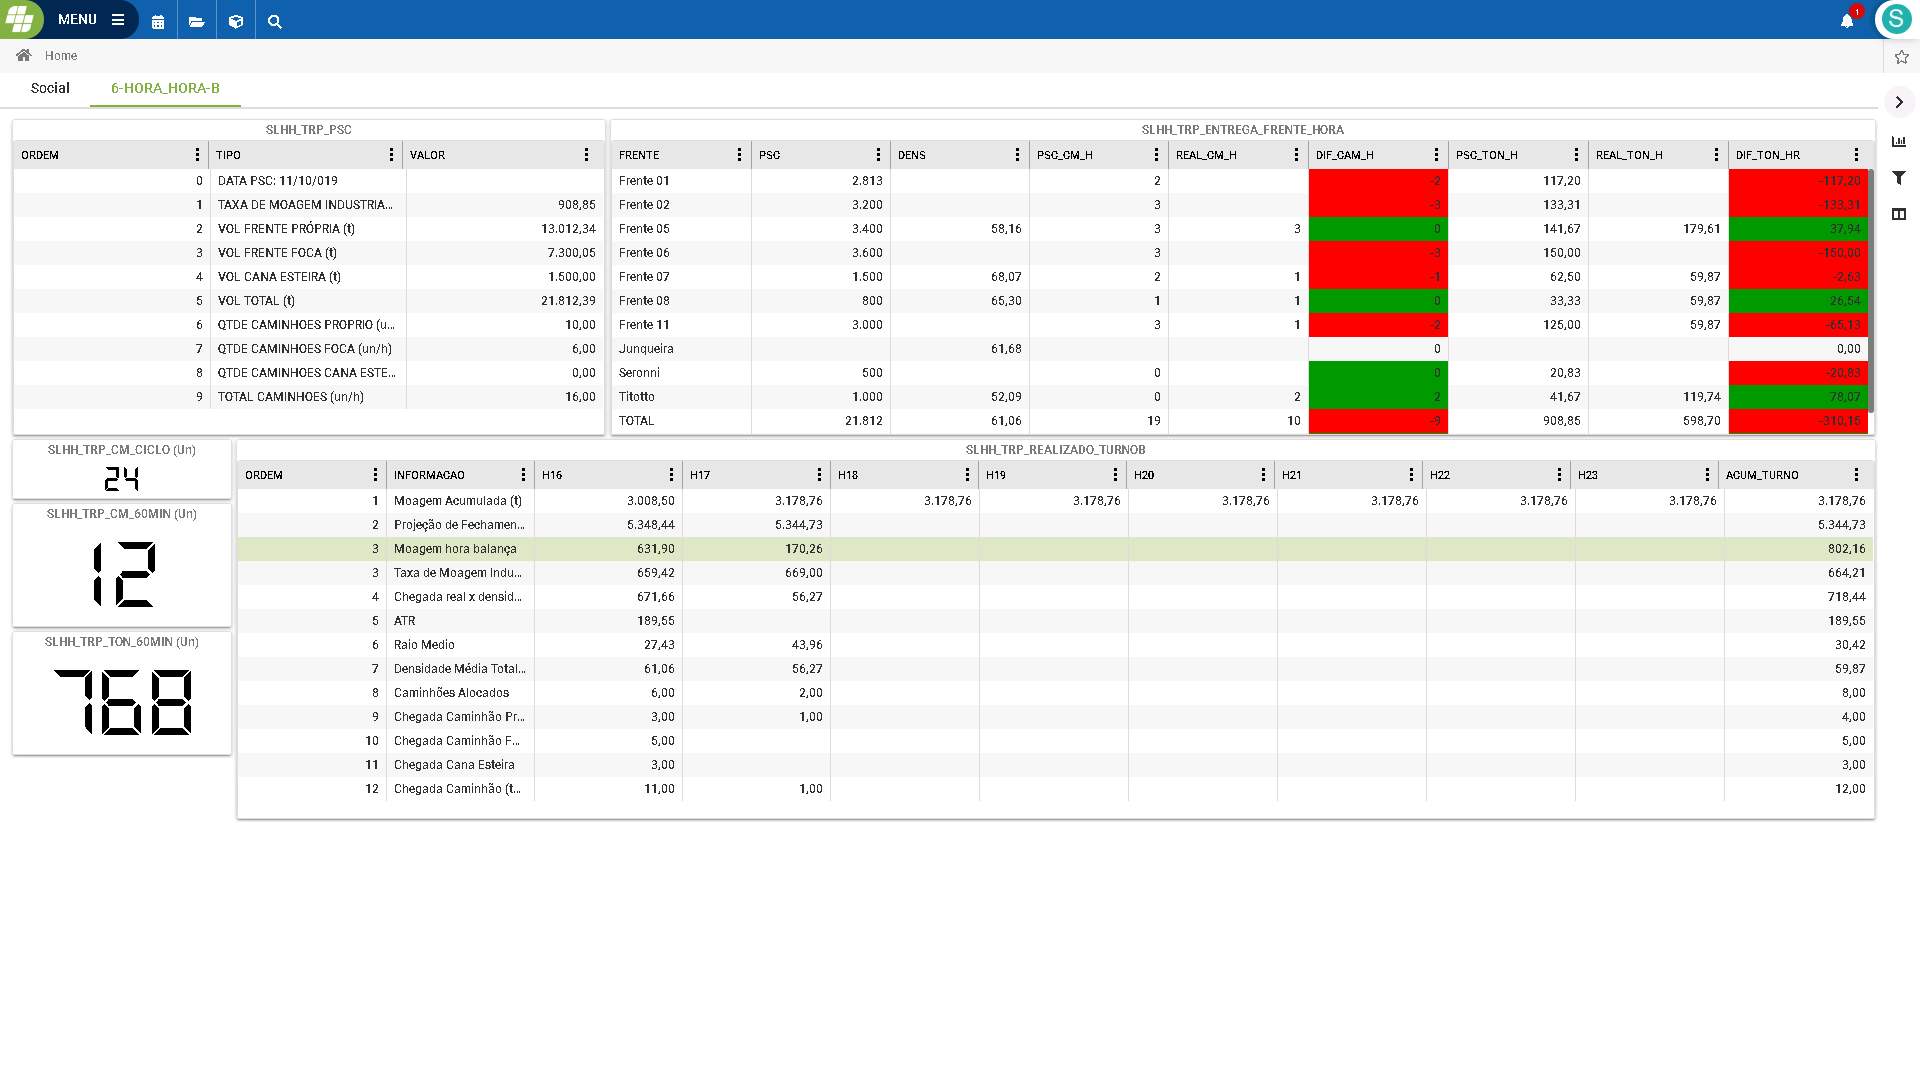 MENU
1
S
Home
Social 6-HORA_HORA-B
SLHH_TRP_PSC
ORDEM TIPO VALOR
0 DATA PSC: 11/10/019
1 TAXA DE MOAGEM INDUSTRIA... 908,85
2 VOL FRENTE PRÓPRIA (t) 13.012,34
3 VOL FRENTE FOCA (t) 7.300,05
4 VOL CANA ESTEIRA (t) 1.500,00
5 VOL TOTAL (t) 21.812,39
6 QTDE CAMINHOES PROPRIO (u... 10,00
7 QTDE CAMINHOES FOCA (un/h) 6,00
8 QTDE CAMINHOES CANA ESTE... 0,00
9 TOTAL CAMINHOES (un/h) 16,00
SLHH_TRP_ENTREGA_FRENTE_HORA
FRENTE PSC DENS PSC_CM_H REAL_CM_H DIF_CAM_H PSC_TON_H REAL_TON_H DIF_TON_HR
Frente 01 2.813 2 -2 117,20 -117,20
Frente 02 3.200 3 -3 133,31 -133,31
Frente 05 3.400 58,16 3 3 0 141,67 179,61 37,94
Frente 06 3.600 3 -3 150,00 -150,00
Frente 07 1.500 68,07 2 1 -1 62,50 59,87 -2,63
Frente 08 800 65,30 1 1 0 33,33 59,87 26,54
Frente 11 3.000 3 1 -2 125,00 59,87 -65,13
Junqueira 61,68 0 0,00
Seronni 500 0 0 20,83 -20,83
Titotto 1.000 52,09 0 2 2 41,67 119,74 78,07
TOTAL 21.812 61,06 19 10 -9 908,85 598,70 -310,15
SLHH_TRP_CM_CICLO (Un)
24
SLHH_TRP_CM_60MIN (Un)
12
SLHH_TRP_TON_60MIN (Un)
768
SLHH_TRP_REALIZADO_TURNOB
ORDEM INFORMACAO H16 H17 H18 H19 H20 H21 H22 H23 ACUM_TURNO
1 Moagem Acumulada (t) 3.008,50 3.178,76 3.178,76 3.178,76 3.178,76 3.178,76 3.178,76 3.178,76 3.178,76
2 Projeção de Fechamen... 5.348,44 5.344,73 5.344,73
3 Moagem hora balança 631,90 170,26 802,16
3 Taxa de Moagem Indu... 659,42 669,00 664,21
4 Chegada real x densid... 671,66 56,27 718,44
5 ATR 189,55 189,55
6 Raio Medio 27,43 43,96 30,42
7 Densidade Média Total... 61,06 56,27 59,87
8 Caminhões Alocados 6,00 2,00 8,00
9 Chegada Caminhão Pr... 3,00 1,00 4,00
10 Chegada Caminhão F... 5,00 5,00
11 Chegada Cana Esteira 3,00 3,00
12 Chegada Caminhão (t... 11,00 1,00 12,00